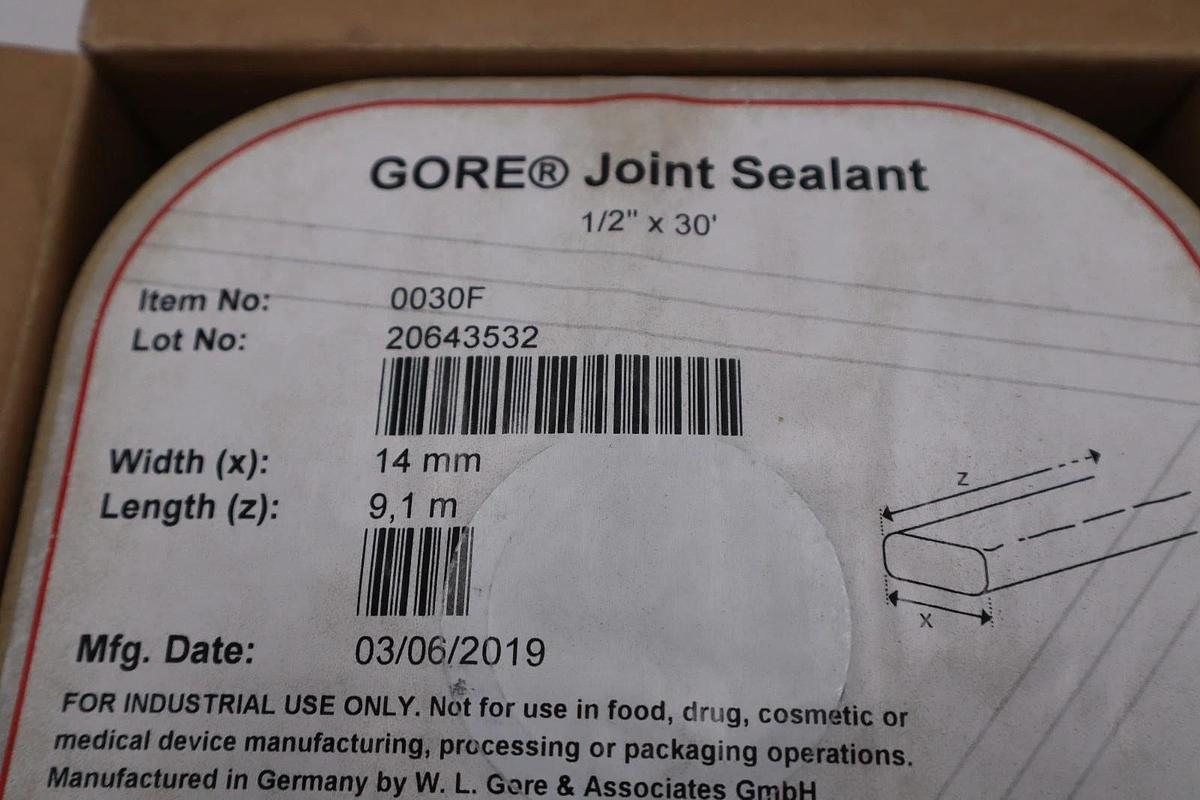 GORE® Joint Sealant
1/2" x 30'
Item No: 0030F
Lot No: 20643532
Width (x): 14 mm
Length (z): 9,1 m
z
x
Mfg. Date: 03/06/2019
FOR INDUSTRIAL USE ONLY. Not for use in food, drug, cosmetic or
medical device manufacturing, processing or packaging operations.
Manufactured in Germany by W. L. Gore & Associates GmbH